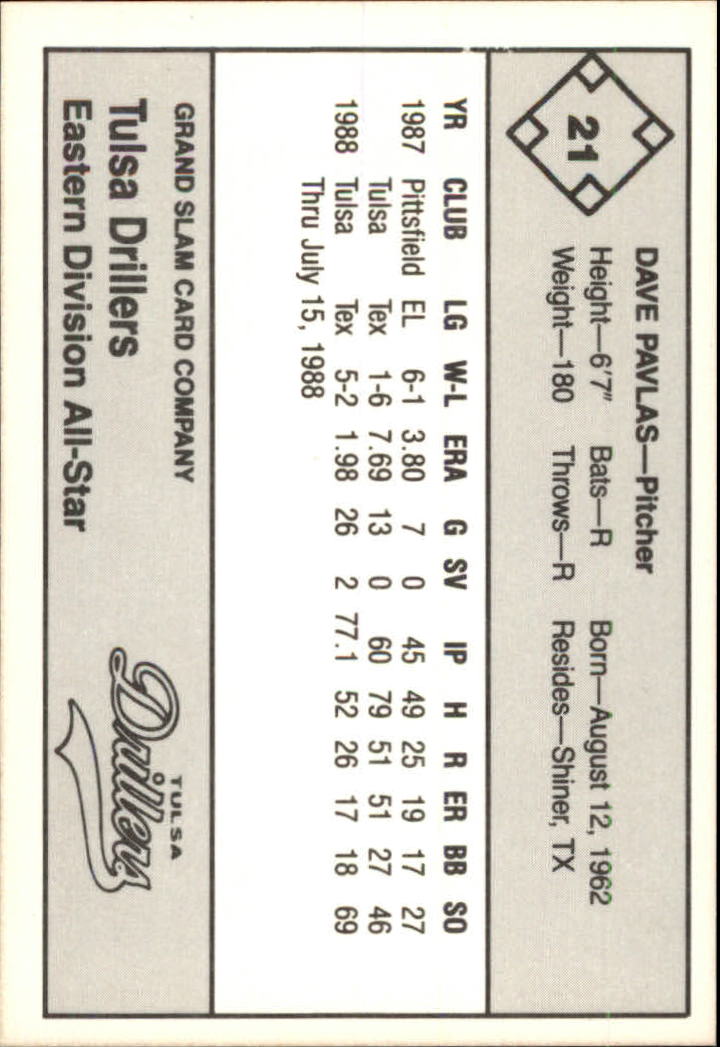 21
DAVE PAVLAS—Pitcher
Height—6'7" Bats—R Born—August 12, 1962
Weight—180 Throws—R Resides—Shiner, TX
YR CLUB LG W-L ERA G SV IP H R ER BB SO
1987 Pittsfield EL 6-1 3.80 7 0 45 49 25 19 17 27
Tulsa Tex 1-6 7.69 13 0 60 79 51 51 27 46
1988 Tulsa Tex 5-2 1.98 26 2 77.1 52 26 17 18 69
Thru July 15, 1988
GRAND SLAM CARD COMPANY
Tulsa Drillers
Eastern Division All-Star
TULSA
Drillers